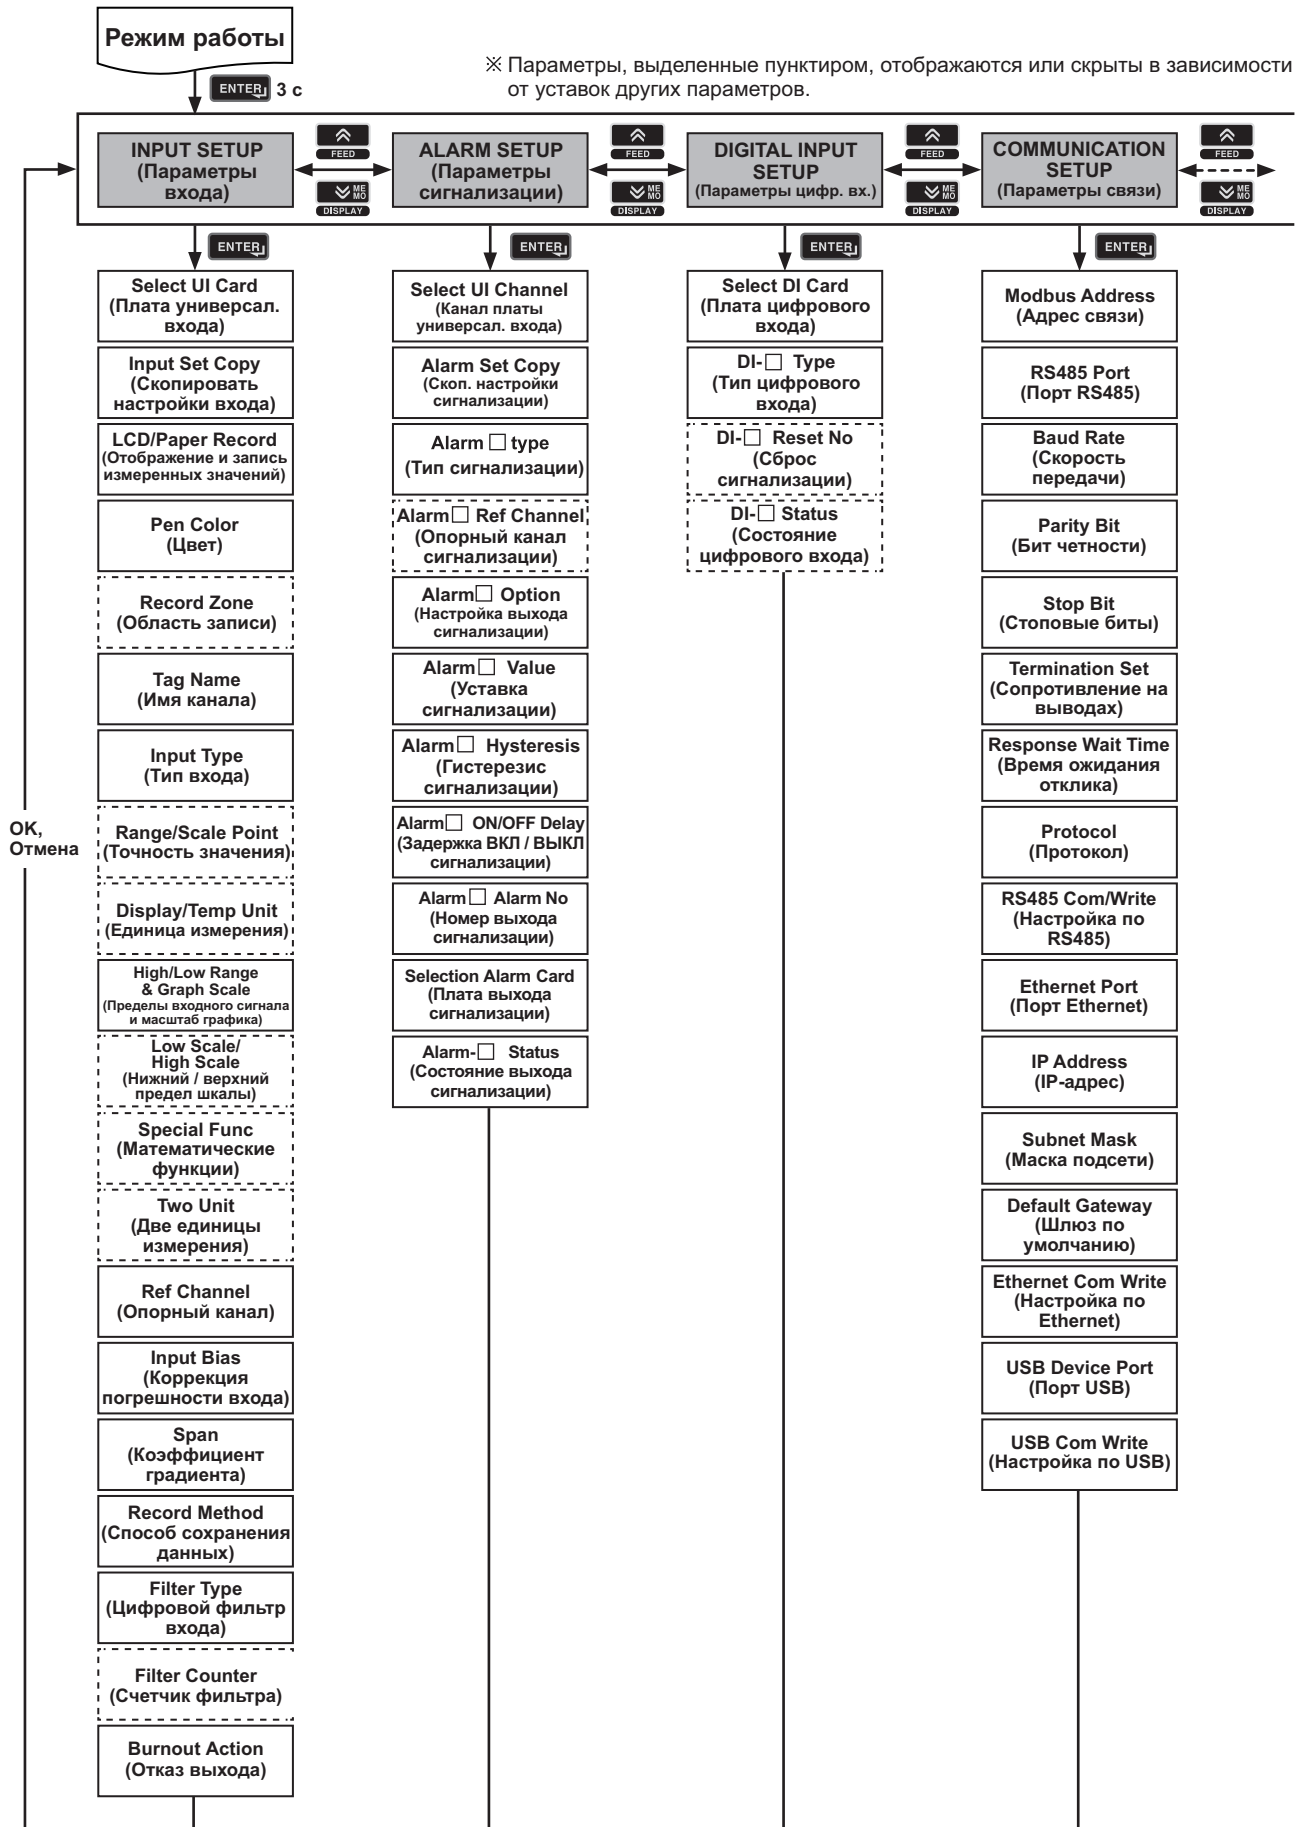 Режим работы
ENTER 3 с
※ Параметры, выделенные пунктиром, отображаются или скрыты в зависимости
от уставок других параметров.
INPUT SETUP
(Параметры
входа)
FEED
ME
MO
DISPLAY
ALARM SETUP
(Параметры
сигнализации)
FEED
ME
MO
DISPLAY
DIGITAL INPUT
SETUP
(Параметры цифр. вх.)
FEED
ME
MO
DISPLAY
COMMUNICATION
SETUP
(Параметры связи)
FEED
ME
MO
DISPLAY
OK,
Отмена
ENTER
Select UI Card
(Плата универсал.
входа)
Input Set Copy
(Скопировать
настройки входа)
LCD/Paper Record
(Отображение и запись
измеренных значений)
Pen Color
(Цвет)
Record Zone
(Область записи)
Tag Name
(Имя канала)
Input Type
(Тип входа)
Range/Scale Point
(Точность значения)
Display/Temp Unit
(Единица измерения)
High/Low Range
& Graph Scale
(Пределы входного сигнала
и масштаб графика)
Low Scale/
High Scale
(Нижний / верхний
предел шкалы)
Special Func
(Математические
функции)
Two Unit
(Две единицы
измерения)
Ref Channel
(Опорный канал)
Input Bias
(Коррекция
погрешности входа)
Span
(Коэффициент
градиента)
Record Method
(Способ сохранения
данных)
Filter Type
(Цифровой фильтр
входа)
Filter Counter
(Счетчик фильтра)
Burnout Action
(Отказ выхода)
ENTER
Select UI Channel
(Канал платы
универсал. входа)
Alarm Set Copy
(Скоп. настройки
сигнализации)
Alarm □ type
(Тип сигнализации)
Alarm□ Ref Channel
(Опорный канал
сигнализации)
Alarm□ Option
(Настройка выхода
сигнализации)
Alarm□ Value
(Уставка
сигнализации)
Alarm□ Hysteresis
(Гистерезис
сигнализации)
Alarm□ ON/OFF Delay
(Задержка ВКЛ / ВЫКЛ
сигнализации)
Alarm□ Alarm No
(Номер выхода
сигнализации)
Selection Alarm Card
(Плата выхода
сигнализации)
Alarm-□ Status
(Состояние выхода
сигнализации)
ENTER
Select DI Card
(Плата цифрового
входа)
DI-□ Type
(Тип цифрового
входа)
DI-□ Reset No
(Сброс
сигнализации)
DI-□ Status
(Состояние
цифрового входа)
ENTER
Modbus Address
(Адрес связи)
RS485 Port
(Порт RS485)
Baud Rate
(Скорость
передачи)
Parity Bit
(Бит четности)
Stop Bit
(Стоповые биты)
Termination Set
(Сопротивление на
выводах)
Response Wait Time
(Время ожидания
отклика)
Protocol
(Протокол)
RS485 Com/Write
(Настройка по
RS485)
Ethernet Port
(Порт Ethernet)
IP Address
(IP-адрес)
Subnet Mask
(Маска подсети)
Default Gateway
(Шлюз по
умолчанию)
Ethernet Com Write
(Настройка по
Ethernet)
USB Device Port
(Порт USB)
USB Com Write
(Настройка по USB)